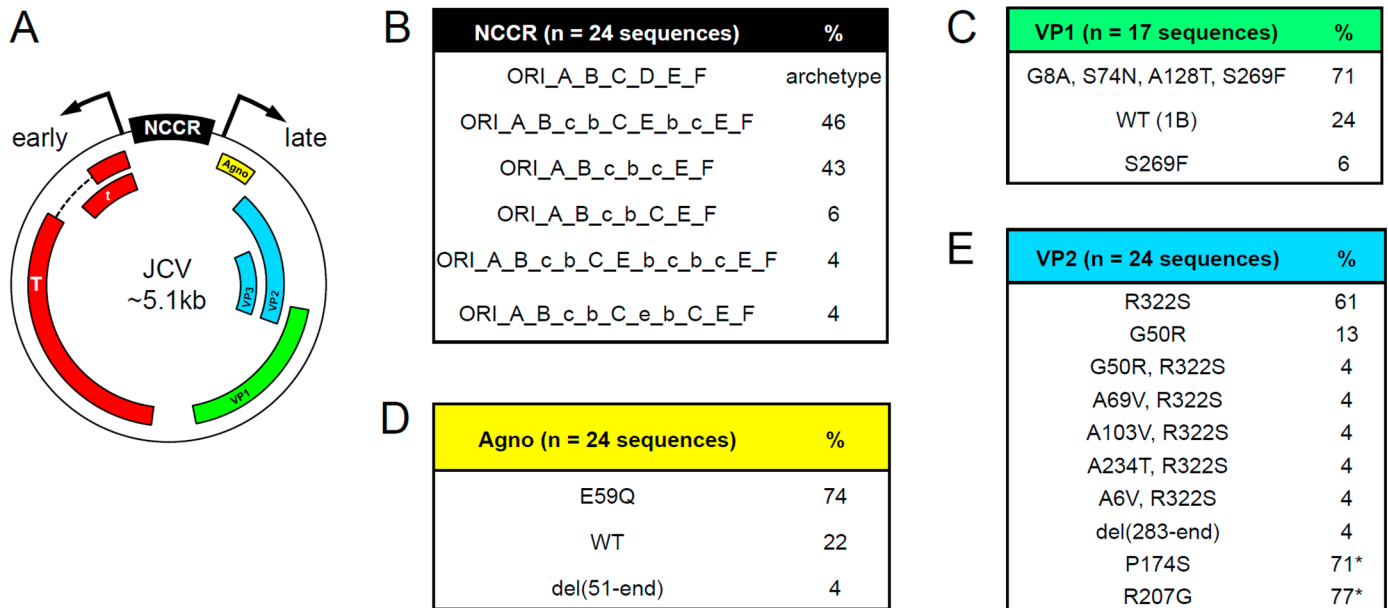 A
early
NCCR
late
Agno
t
T
JCV
~5.1kb
VP3
VP2
VP1
B
NCCR (n = 24 sequences) %
ORI_A_B_C_D_E_F archetype
ORI_A_B_c_b_C_E_b_c_E_F 46
ORI_A_B_c_b_c_E_F 43
ORI_A_B_c_b_C_E_F 6
ORI_A_B_c_b_C_E_b_c_b_c_E_F 4
ORI_A_B_c_b_C_e_b_C_E_F 4
C
VP1 (n = 17 sequences) %
G8A, S74N, A128T, S269F 71
WT (1B) 24
S269F 6
D
Agno (n = 24 sequences) %
E59Q 74
WT 22
del(51-end) 4
E
VP2 (n = 24 sequences) %
R322S 61
G50R 13
G50R, R322S 4
A69V, R322S 4
A103V, R322S 4
A234T, R322S 4
A6V, R322S 4
del(283-end) 4
P174S 71*
R207G 77*